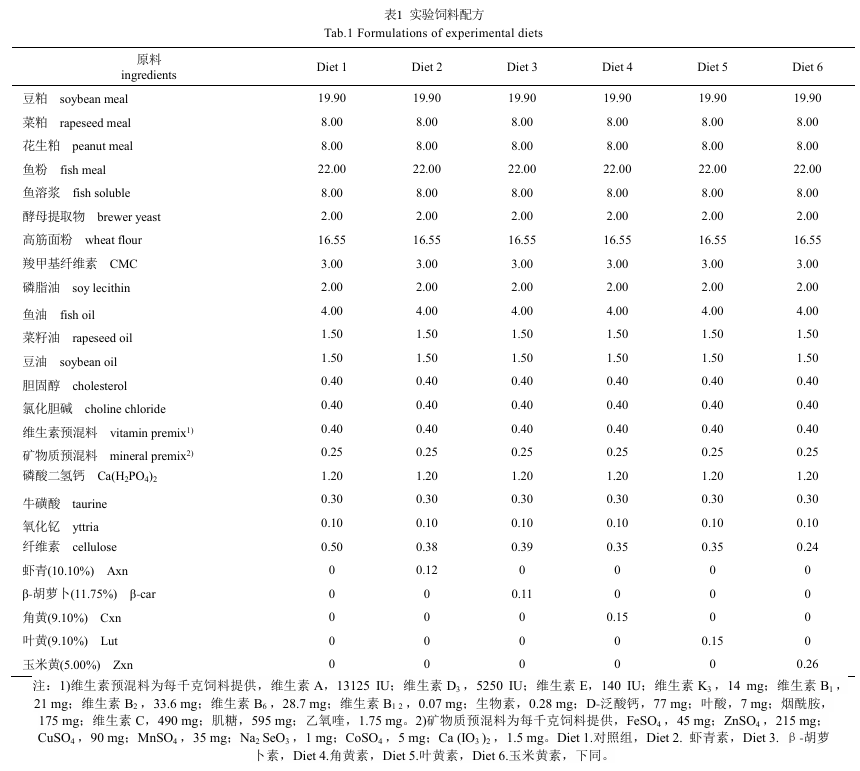 表1 实验饲料配方
Tab.1 Formulations of experimental diets
原料 ingredients Diet 1 Diet 2 Diet 3 Diet 4 Diet 5 Diet 6
豆粕 soybean meal 19.90 19.90 19.90 19.90 19.90 19.90
菜粕 rapeseed meal 8.00 8.00 8.00 8.00 8.00 8.00
花生粕 peanut meal 8.00 8.00 8.00 8.00 8.00 8.00
鱼粉 fish meal 22.00 22.00 22.00 22.00 22.00 22.00
鱼溶浆 fish soluble 8.00 8.00 8.00 8.00 8.00 8.00
酵母提取物 brewer yeast 2.00 2.00 2.00 2.00 2.00 2.00
高筋面粉 wheat flour 16.55 16.55 16.55 16.55 16.55 16.55
羧甲基纤维素 CMC 3.00 3.00 3.00 3.00 3.00 3.00
磷脂油 soy lecithin 2.00 2.00 2.00 2.00 2.00 2.00
鱼油 fish oil 4.00 4.00 4.00 4.00 4.00 4.00
菜籽油 rapeseed oil 1.50 1.50 1.50 1.50 1.50 1.50
豆油 soybean oil 1.50 1.50 1.50 1.50 1.50 1.50
胆固醇 cholesterol 0.40 0.40 0.40 0.40 0.40 0.40
氯化胆碱 choline chloride 0.40 0.40 0.40 0.40 0.40 0.40
维生素预混料 vitamin premix1) 0.40 0.40 0.40 0.40 0.40 0.40
矿物质预混料 mineral premix2) 0.25 0.25 0.25 0.25 0.25 0.25
磷酸二氢钙 Ca(H2PO4)2 1.20 1.20 1.20 1.20 1.20 1.20
牛磺酸 taurine 0.30 0.30 0.30 0.30 0.30 0.30
氧化钇 yttria 0.10 0.10 0.10 0.10 0.10 0.10
纤维素 cellulose 0.50 0.38 0.39 0.35 0.35 0.24
虾青(10.10%) Axn 0 0.12 0 0 0 0
β-胡萝卜(11.75%) β-car 0 0 0.11 0 0 0
角黄(9.10%) Cxn 0 0 0 0.15 0 0
叶黄(9.10%) Lut 0 0 0 0 0.15 0
玉米黄(5.00%) Zxn 0 0 0 0 0 0.26
注：1)维生素预混料为每千克饲料提供，维生素 A，13125 IU；维生素 D3，5250 IU；维生素 E，140 IU；维生素 K3，14 mg；维生素 B1，
21 mg；维生素 B2，33.6 mg；维生素 B6，28.7 mg；维生素 B12，0.07 mg；生物素，0.28 mg；D-泛酸钙，77 mg；叶酸，7 mg；烟酰胺，
175 mg；维生素 C，490 mg；肌糖，595 mg；乙氧喹，1.75 mg。2)矿物质预混料为每千克饲料提供，FeSO4，45 mg；ZnSO4，215 mg；
CuSO4，90 mg；MnSO4，35 mg；Na2SeO3，1 mg；CoSO4，5 mg；Ca (IO3)2，1.5 mg。Diet 1.对照组，Diet 2. 虾青素，Diet 3. β-胡萝
卜素，Diet 4.角黄素，Diet 5.叶黄素，Diet 6.玉米黄素，下同。